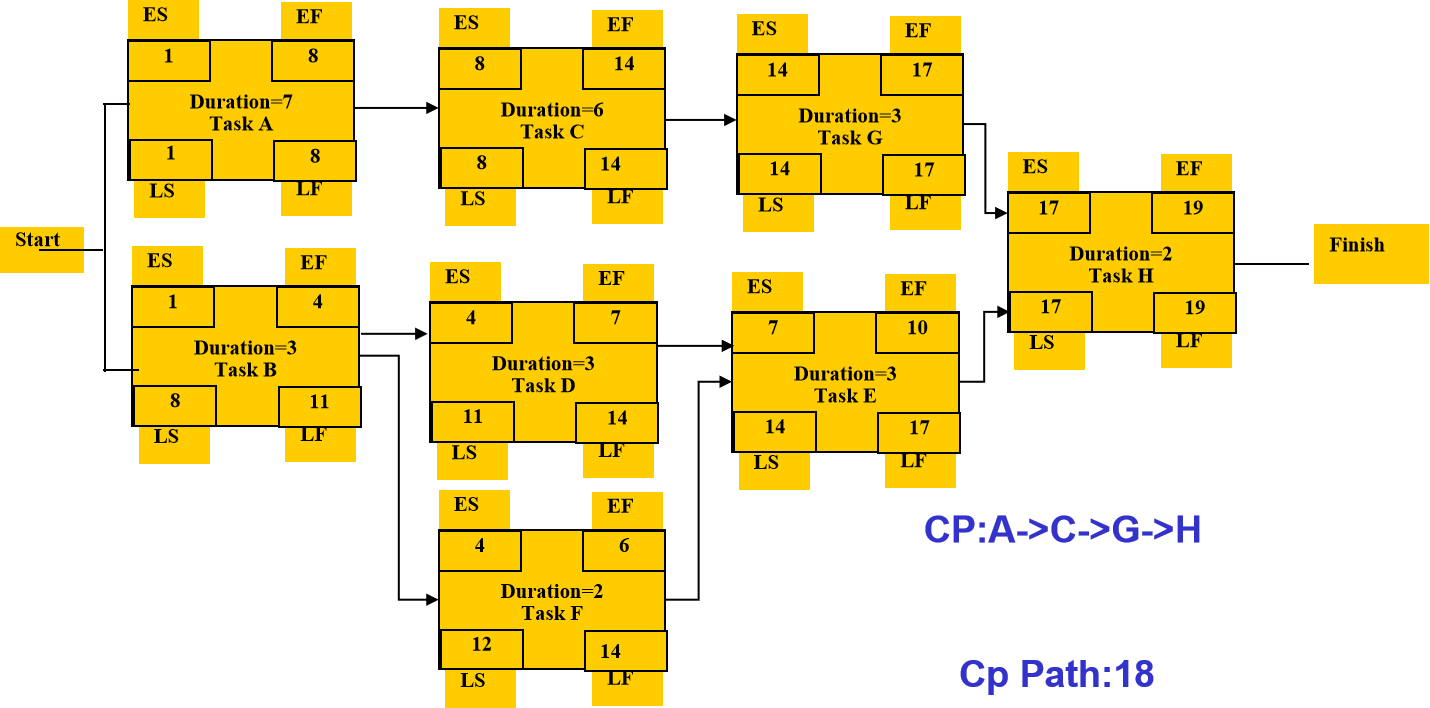 ES EF
1 8
Duration=7
Task A
1 8
LS LF
ES EF
8 14
Duration=6
Task C
8 14
LS LF
ES EF
14 17
Duration=3
Task G
14 17
LS LF
Start
ES EF
1 4
Duration=3
Task B
8 11
LS LF
ES EF
4 7
Duration=3
Task D
11 14
LS LF
ES EF
7 10
Duration=3
Task E
14 17
LS LF
ES EF
17 19
Duration=2
Task H
17 19
LS LF
Finish
ES EF
4 6
Duration=2
Task F
12 14
LS LF
CP:A->C->G->H
Cp Path:18